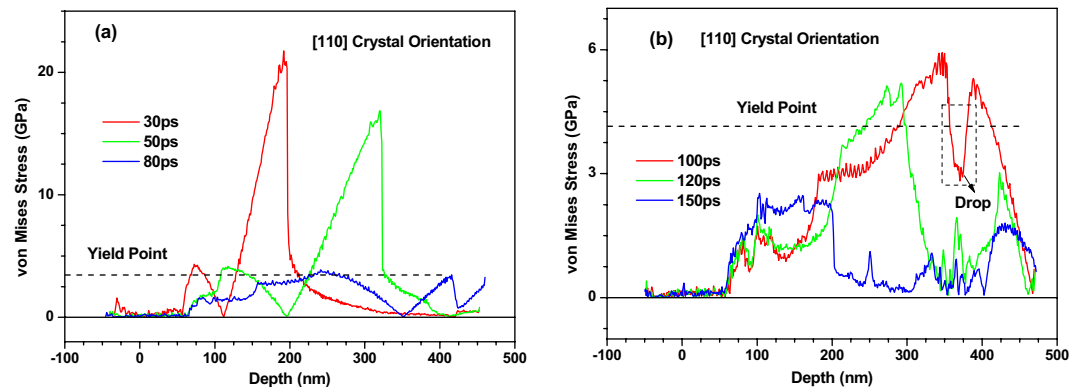 (a)
[110] Crystal Orientation
von Mises Stress (GPa)
20
10
0
30ps
50ps
80ps
Yield Point
-100 0 100 200 300 400 500
Depth (nm)
(b)
[110] Crystal Orientation
von Mises Stress (GPa)
6
3
0
Yield Point
100ps
120ps
150ps
Drop
-100 0 100 200 300 400 500
Depth (nm)